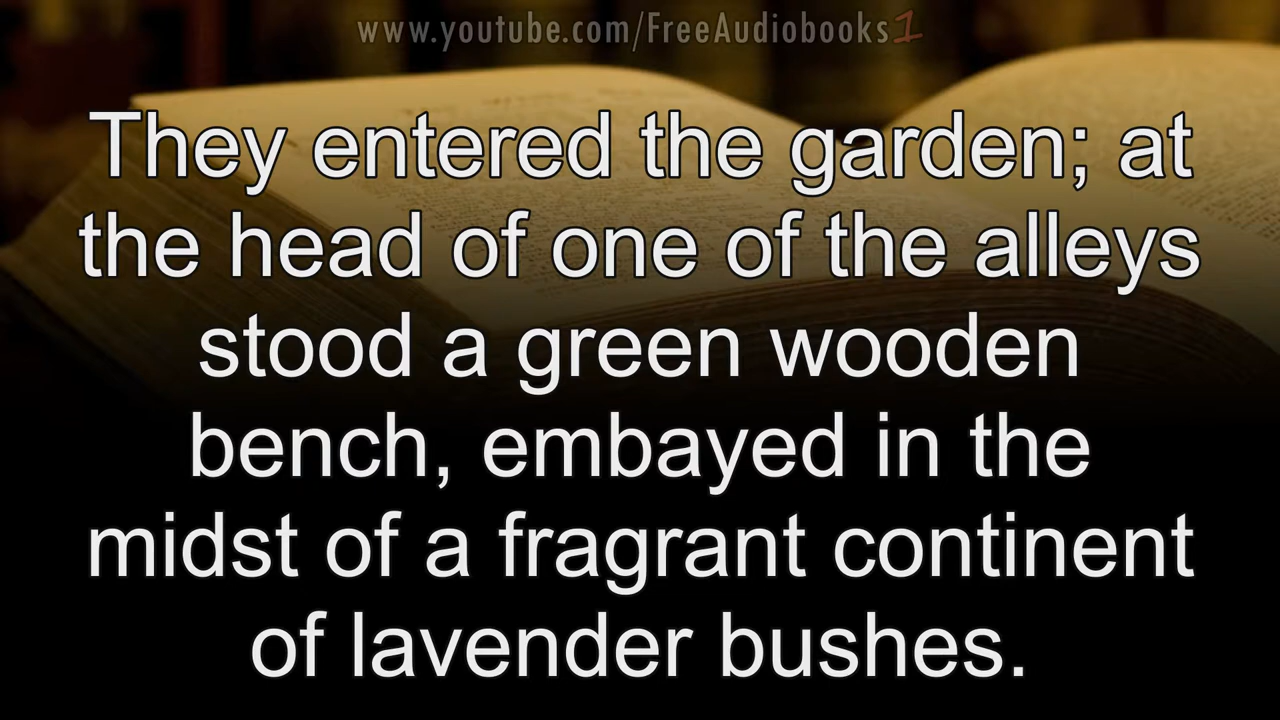 www.youtube.com/FreeAudiobooks1
They entered the garden; at
the head of one of the alleys
stood a green wooden
bench, embayed in the
midst of a fragrant continent
of lavender bushes.